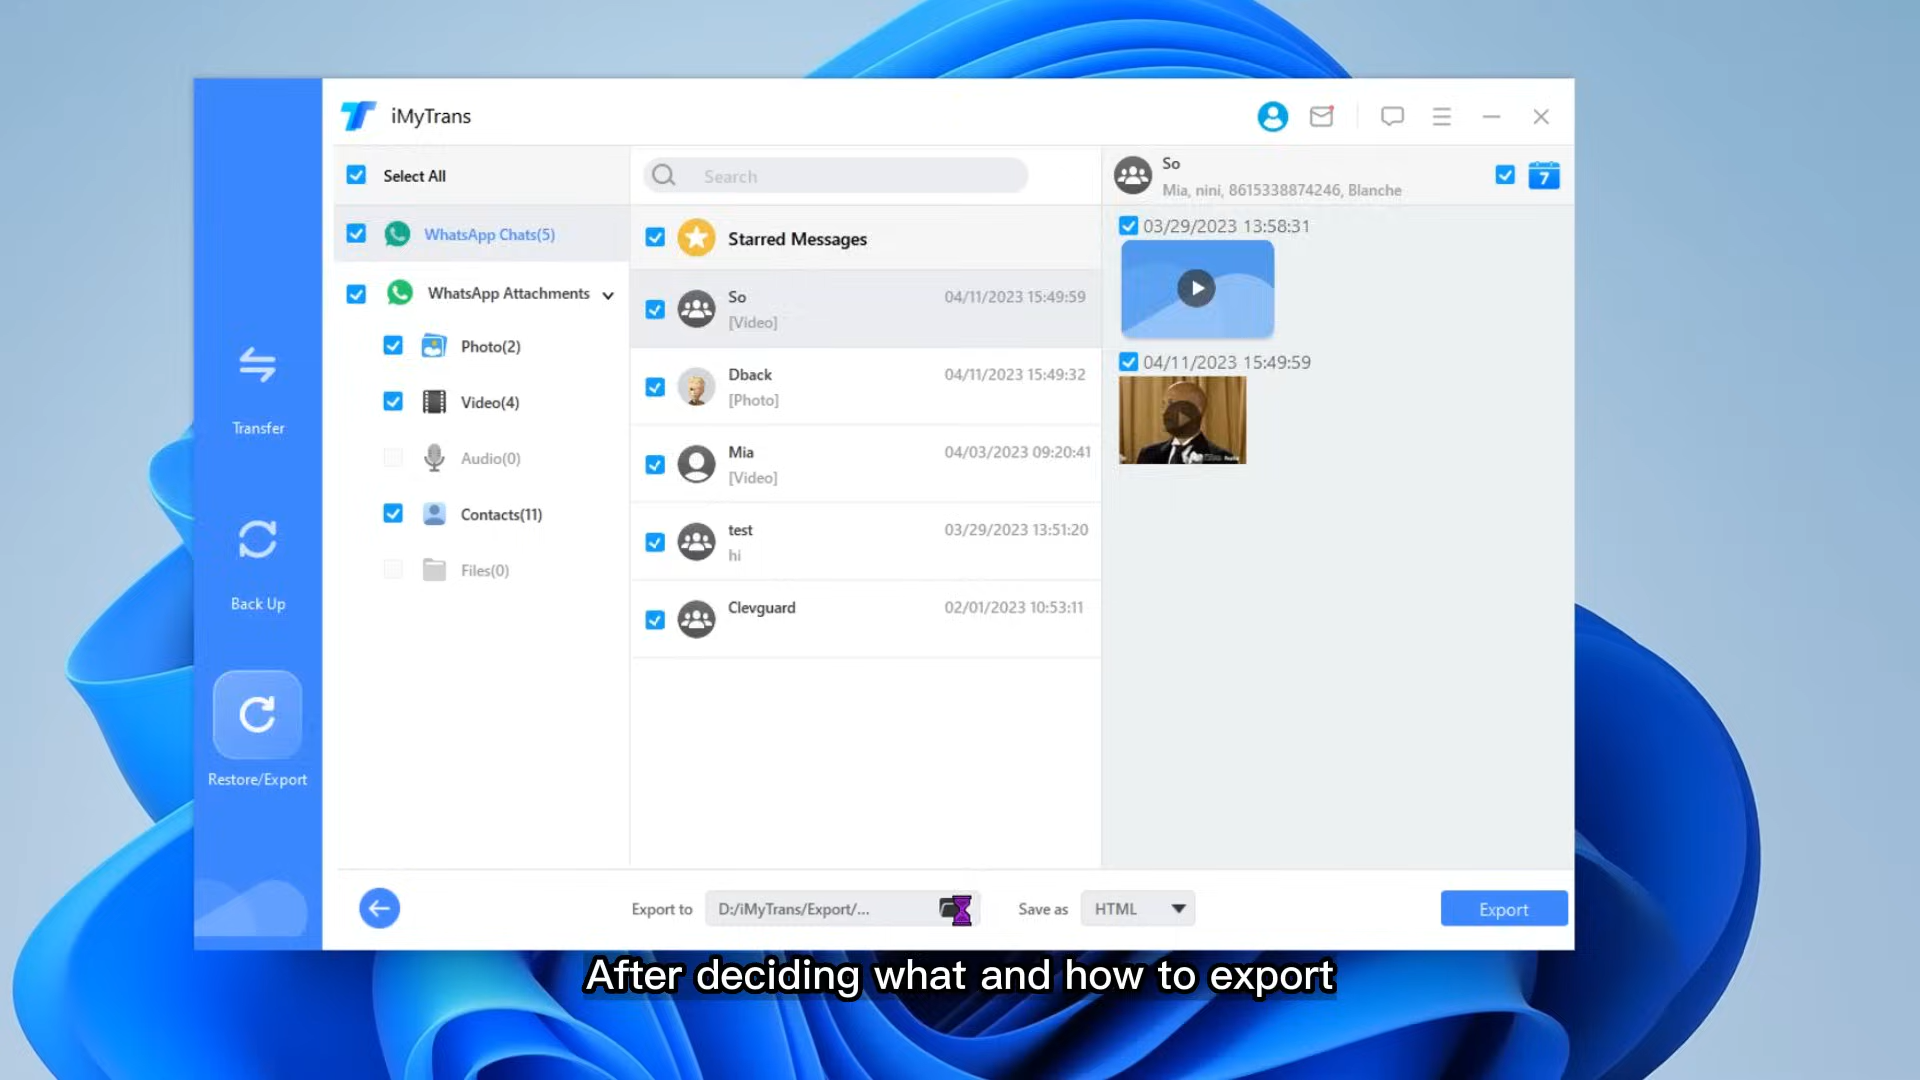 iMyTrans
Select All
Search
So
Mia, nini, 8615338874246, Blanche
7
WhatsApp Chats(5)
WhatsApp Attachments
Photo(2)
Video(4)
Audio(0)
Contacts(11)
Files(0)
Starred Messages
So 04/11/2023 15:49:59
[Video]
Dback 04/11/2023 15:49:32
[Photo]
Mia 04/03/2023 09:20:41
[Video]
test 03/29/2023 13:51:20
hi
Clevguard 02/01/2023 10:53:11
03/29/2023 13:58:31
04/11/2023 15:49:59
Transfer
Back Up
Restore/Export
Export to D:/iMyTrans/Export/... Save as HTML Export
After deciding what and how to export